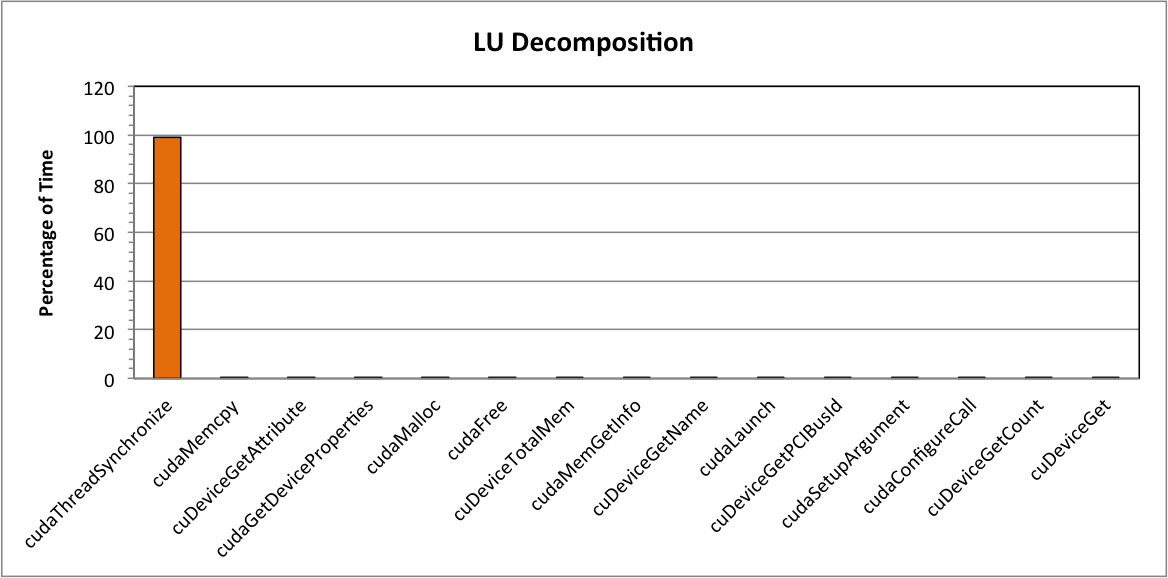 LU Decomposition
Percentage of Time
120
100
80
60
40
20
0
cudaThreadSynchronize
cudaMemcpy
cuDeviceGetAttribute
cudaGetDeviceProperties
cudaMalloc
cudaFree
cuDeviceTotalMem
cudaMemGetInfo
cuDeviceGetName
cudaLaunch
cuDeviceGetPCIBusId
cudaSetupArgument
cudaConfigureCall
cuDeviceGetCount
cuDeviceGet